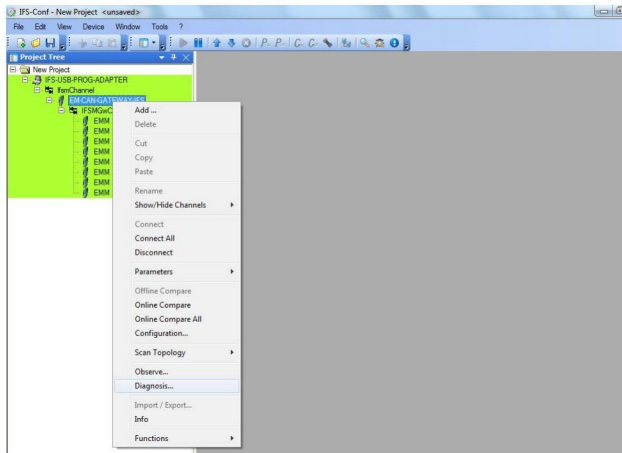 IFS-Conf - New Project <unsaved>
File Edit View Device Window Tools ?
P- P- C- C-
Project Tree
New Project
IFS-USB-PROG-ADAPTER
IfsmChannel
EM-CAN-GATEWAY-IFS
IFSMGwC
EMM
EMM
EMM
EMM
EMM
EMM
EMM
EMM
Add ...
Delete
Cut
Copy
Paste
Rename
Show/Hide Channels
Connect
Connect All
Disconnect
Parameters
Offline Compare
Online Compare
Online Compare All
Configuration...
Scan Topology
Observe...
Diagnosis...
Import / Export...
Info
Functions